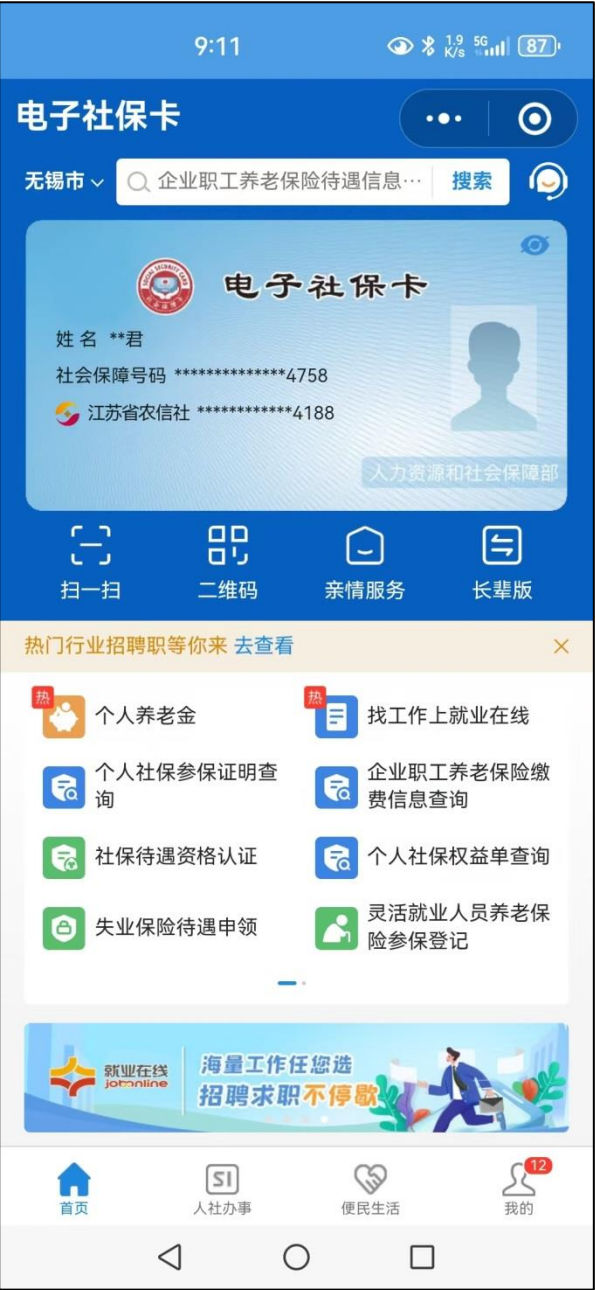 9:11
1.9 K/s 5G 87
电子社保卡
无锡市 企业职工养老保险待遇信息… 搜索
电子社保卡
姓名 **君
社会保障号码 **************4758
江苏省农信社 ************4188
人力资源和社会保障部
扫一扫 二维码 亲情服务 长辈版
热门行业招聘职等你来 去查看
热 个人养老金
热 找工作上就业在线
个人社保参保证明查
询
企业职工养老保险缴
费信息查询
社保待遇资格认证
个人社保权益单查询
失业保险待遇申领
灵活就业人员养老保
险参保登记
就业在线
jobonline
海量工作任您选
招聘求职不停歇
首页 SI 人社办事 便民生活 12 我的